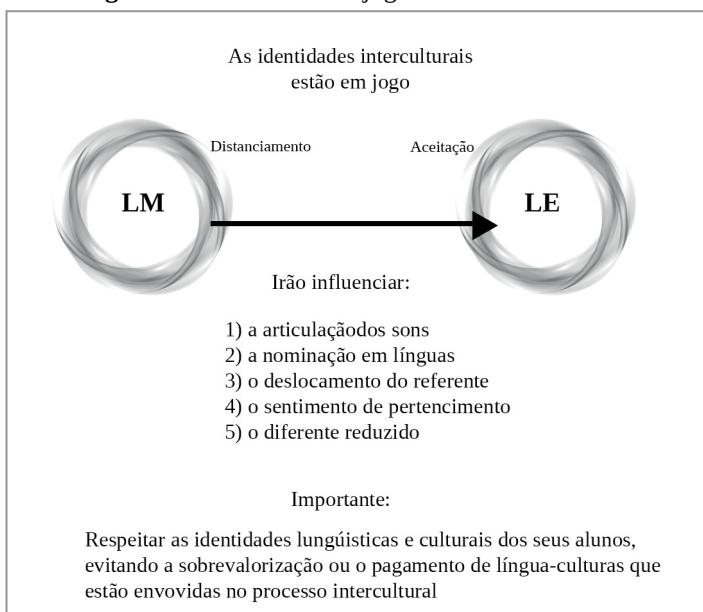 As identidades interculturais
estão em jogo
Distanciamento
Aceitação
LM
LE
Irão influenciar:
1) a articulaçãodos sons
2) a nominação em línguas
3) o deslocamento do referente
4) o sentimento de pertencimento
5) o diferente reduzido
Importante:
Respeitar as identidades lungúisticas e culturais dos seus alunos,
evitando a sobrevalorização ou o pagamento de língua-culturas que
estão envovidas no processo intercultural